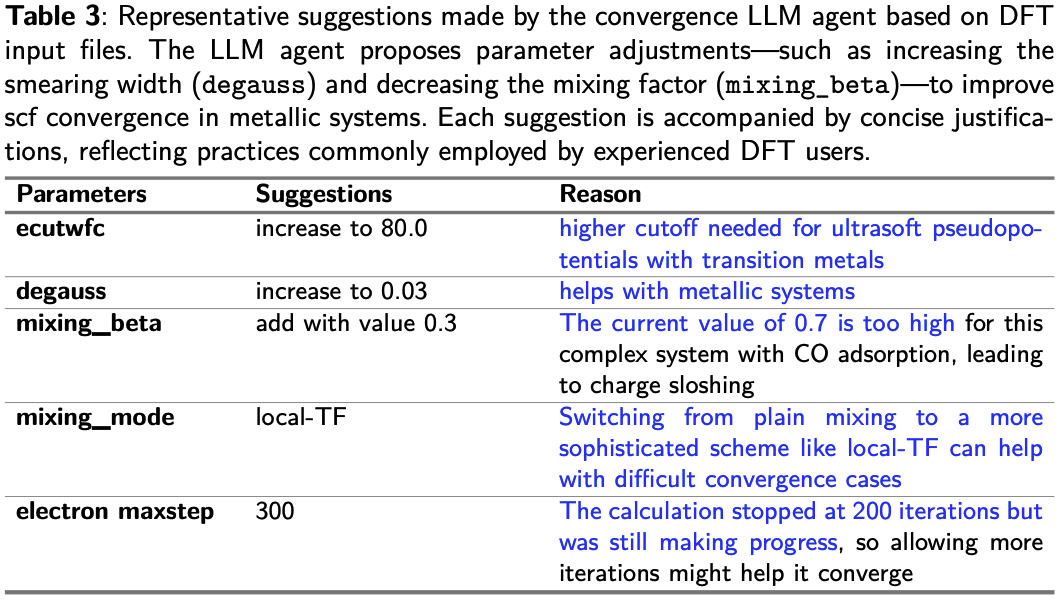 Table 3: Representative suggestions made by the convergence LLM agent based on DFT
input files. The LLM agent proposes parameter adjustments—such as increasing the
smearing width (degauss) and decreasing the mixing factor (mixing_beta)—to improve
scf convergence in metallic systems. Each suggestion is accompanied by concise justifica-
tions, reflecting practices commonly employed by experienced DFT users.
Parameters Suggestions Reason
ecutwfc increase to 80.0 higher cutoff needed for ultrasoft pseudopo-
tentials with transition metals
degauss increase to 0.03 helps with metallic systems
mixing_beta add with value 0.3 The current value of 0.7 is too high for this
complex system with CO adsorption, leading
to charge sloshing
mixing_mode local-TF Switching from plain mixing to a more
sophisticated scheme like local-TF can help
with difficult convergence cases
electron maxstep 300 The calculation stopped at 200 iterations but
was still making progress, so allowing more
iterations might help it converge